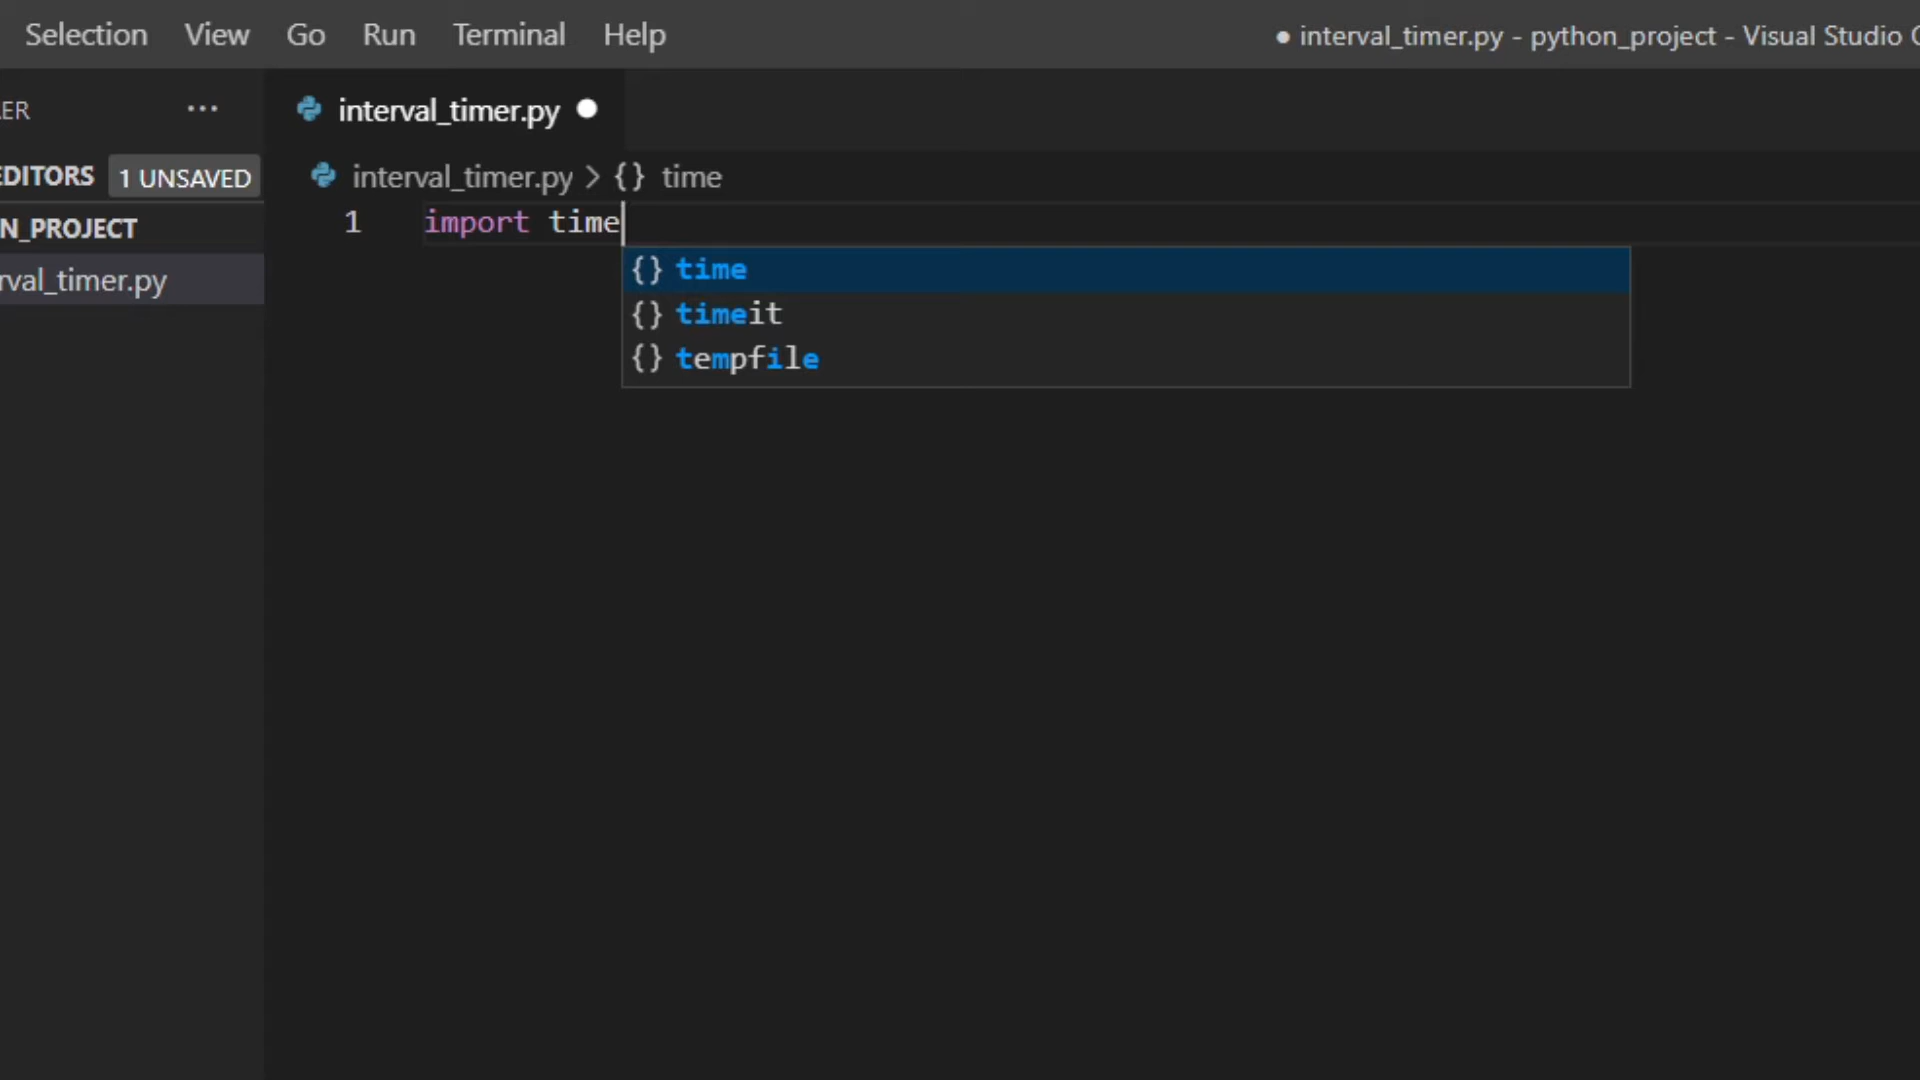 Selection View Go Run Terminal Help
● interval_timer.py - python_project - Visual Studio
ER ···
EDITORS 1 UNSAVED
N_PROJECT
rval_timer.py
interval_timer.py ●
interval_timer.py > {} time
1 import time
{} time
{} timeit
{} tempfile